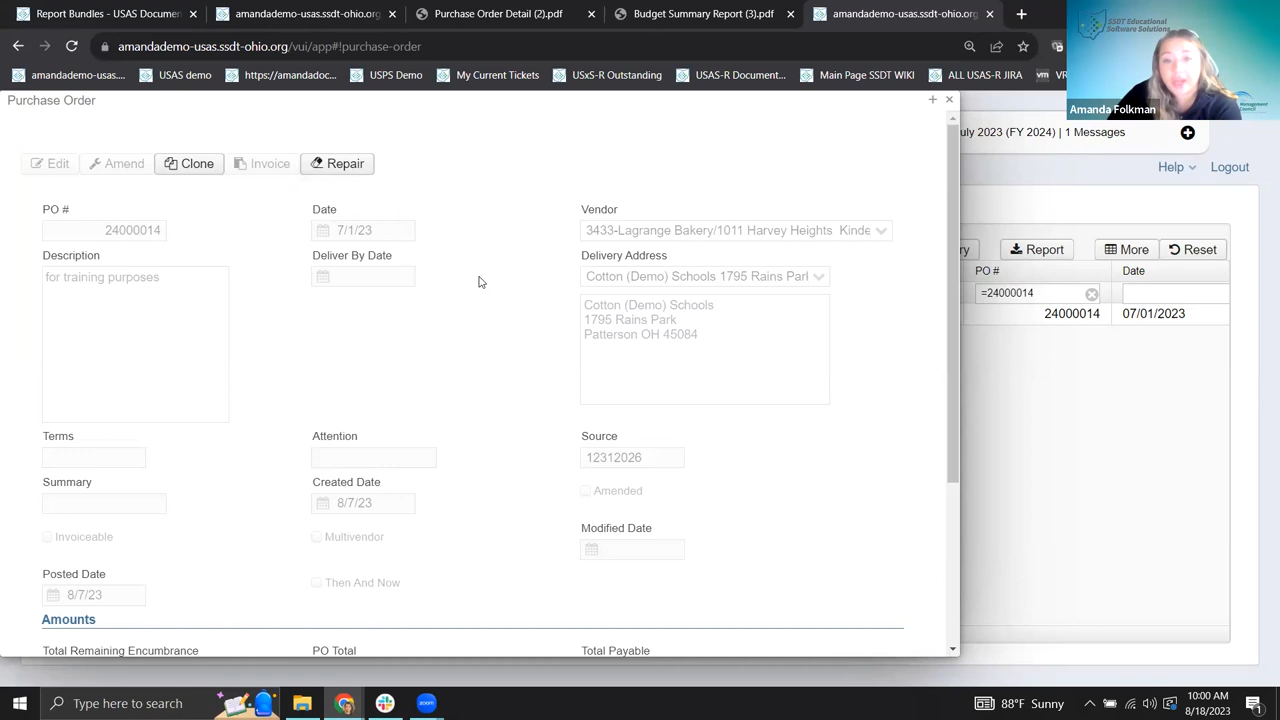 Report Bundles - Document
amandademo-usas.ssdt-ohio.org
Purchase Order Detail (2).pdf
Budget Summary Report (3).pdf
amandademo-usas.ssdt-ohio.org
amandademo-usas.ssdt-ohio.org/vui/app#!purchase-order
SSDT Educational
Software Solutions
amandademo-usas...
USAS demo
https://amandadoc...
USPS Demo
My Current Tickets
USxS-R Outstanding
USAS-R Document...
Main Page SSDT WIKI
ALL USAS-R JIRA
Amanda Folkman
Management
Council
Purchase Order
July 2023 (FY 2024) | 1 Messages
Edit
Amend
Clone
Invoice
Repair
Help
Logout
PO #
Date
Vendor
24000014
7/1/23
3433-Lagrange Bakery/1011 Harvey Heights Kinde
Description
Deliver By Date
Delivery Address
for training purposes
Cotton (Demo) Schools 1795 Rains Park
Cotton (Demo) Schools
1795 Rains Park
Patterson OH 45084
Report
More
Reset
PO #
Date
=24000014
24000014
07/01/2023
Terms
Attention
Source
12312026
Summary
Created Date
Amended
8/7/23
Modified Date
Invoiceable
Multivendor
Posted Date
Then And Now
8/7/23
Amounts
Total Remaining Encumbrance
PO Total
Total Payable
Type here to search
88°F Sunny
10:00 AM
8/18/2023
1